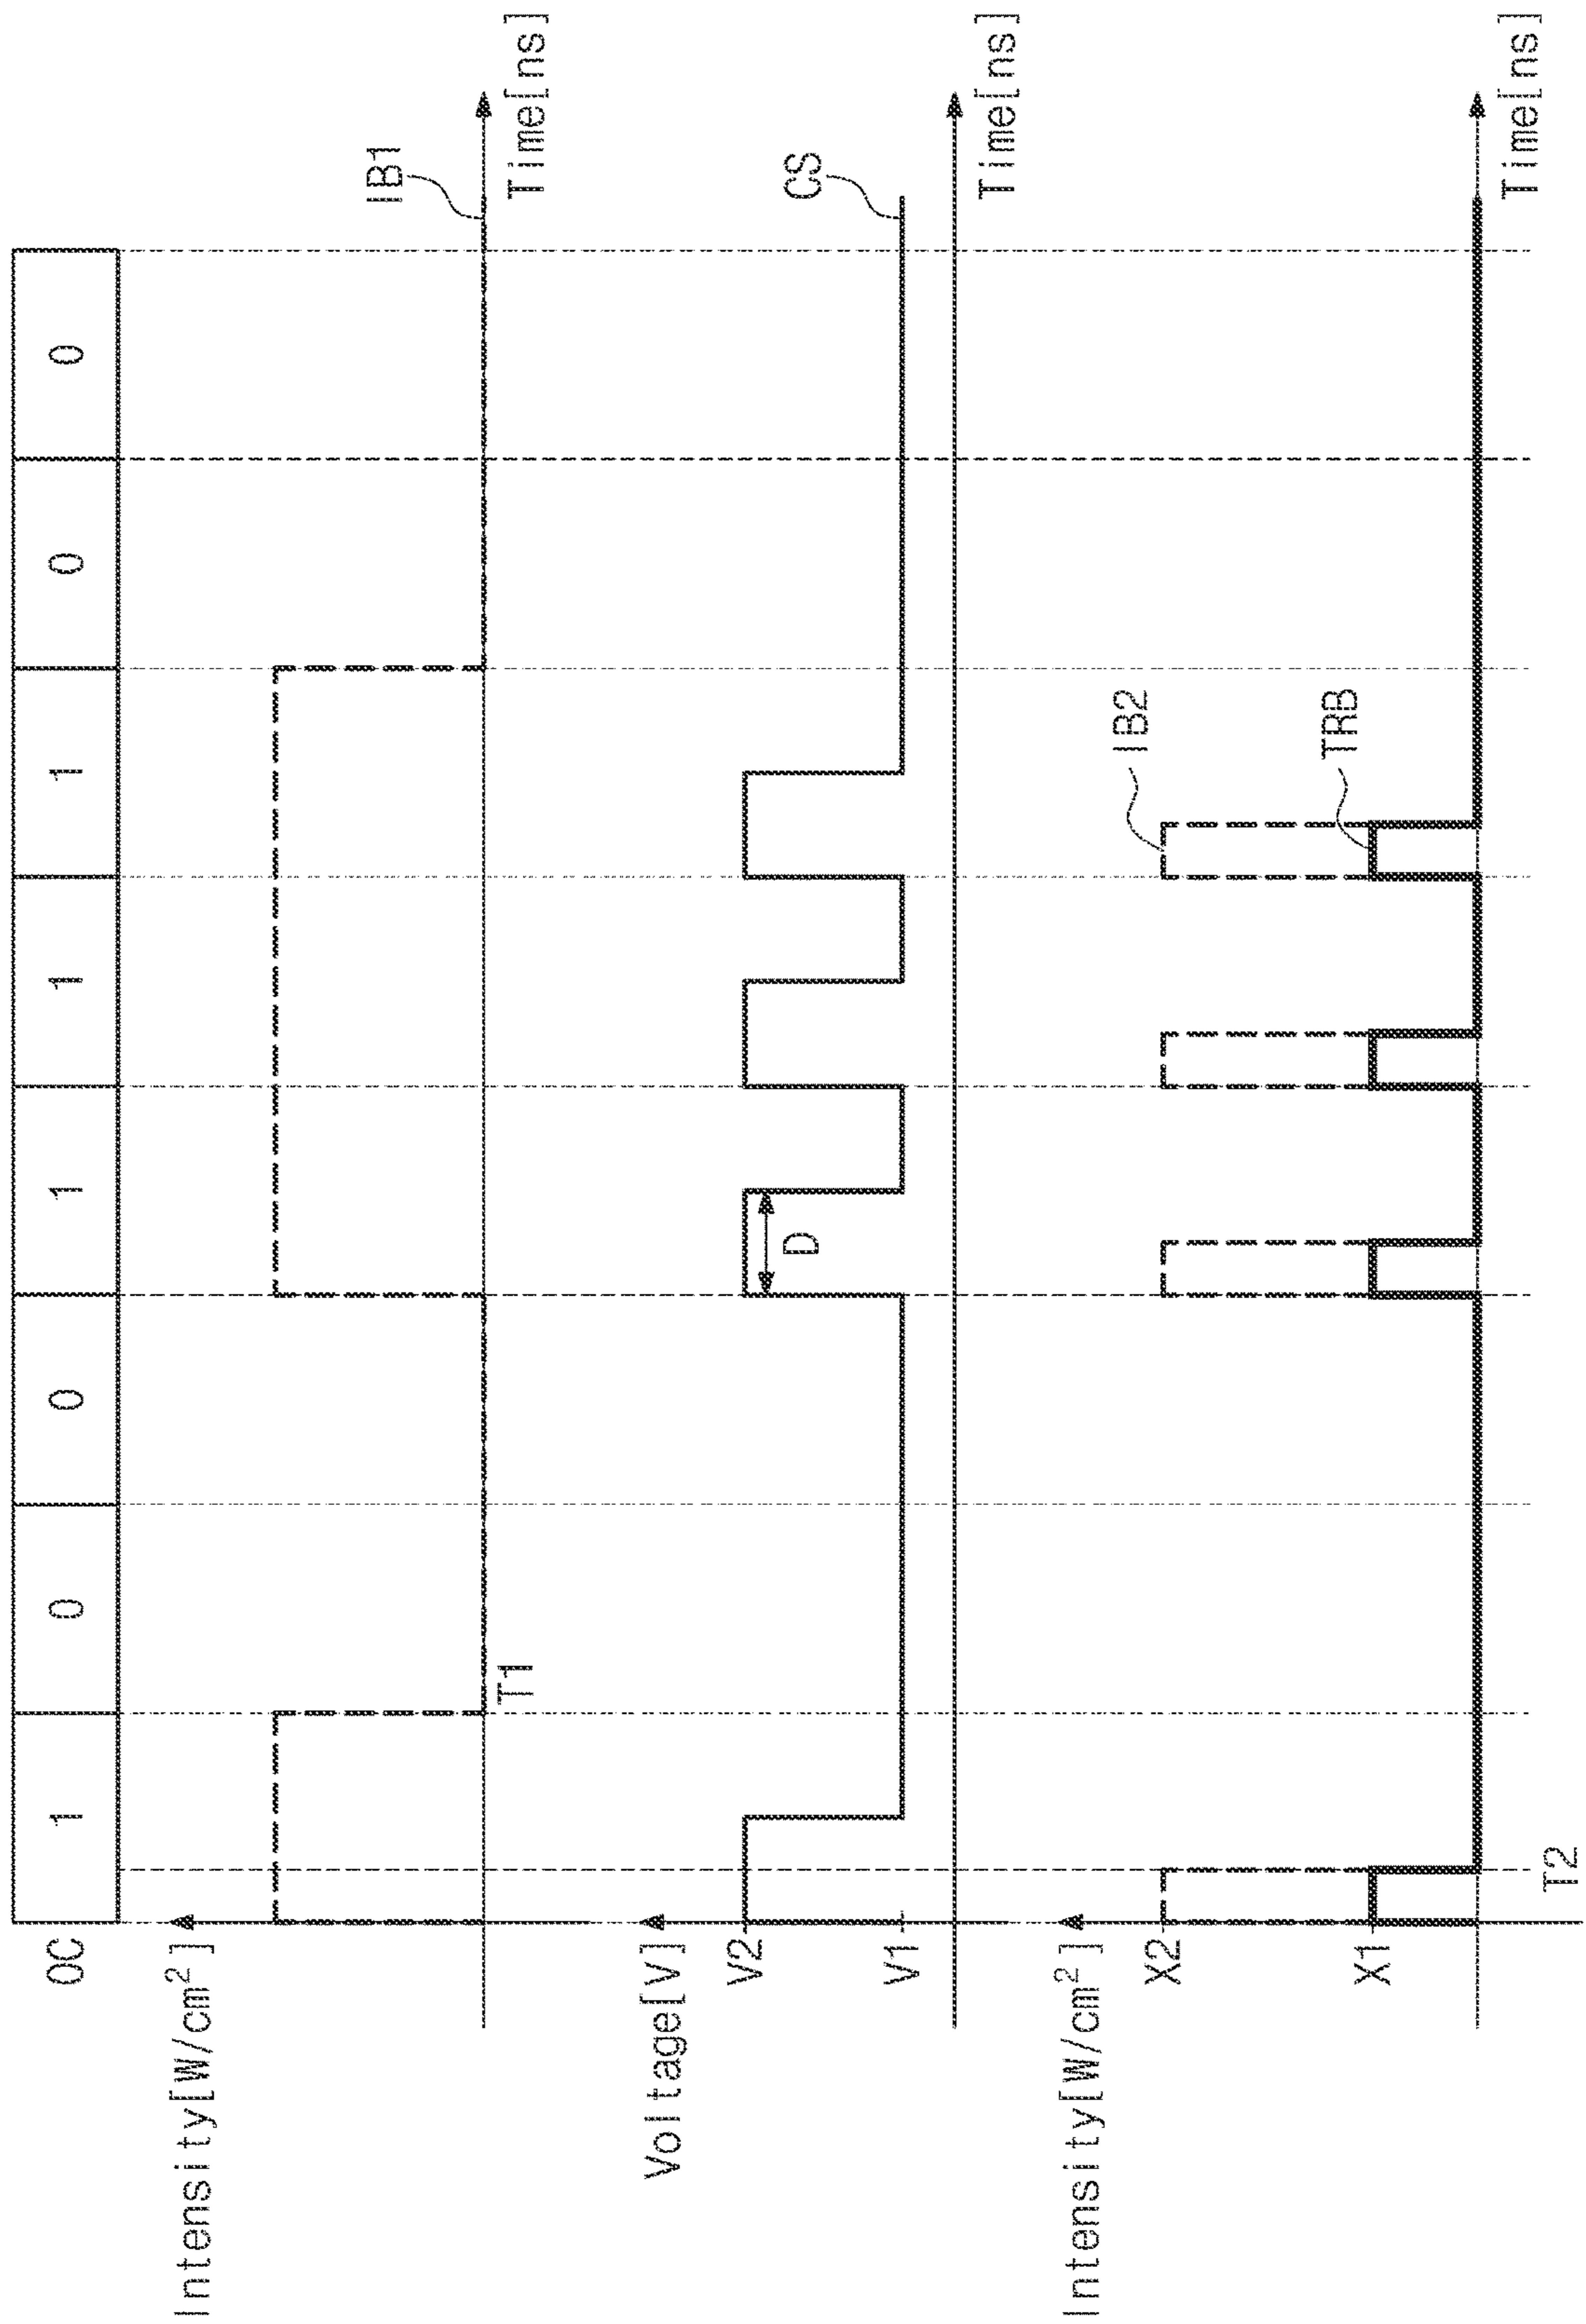 OC 1 0 0 1 1 1 0 0
Intensity[W/cm²]
IB1
T1
Time[ns]
Voltage[V]
V2
V1
D
CS
Time[ns]
Intensity[W/cm²]
X2
X1
IB2
TRB
T2
Time[ns]